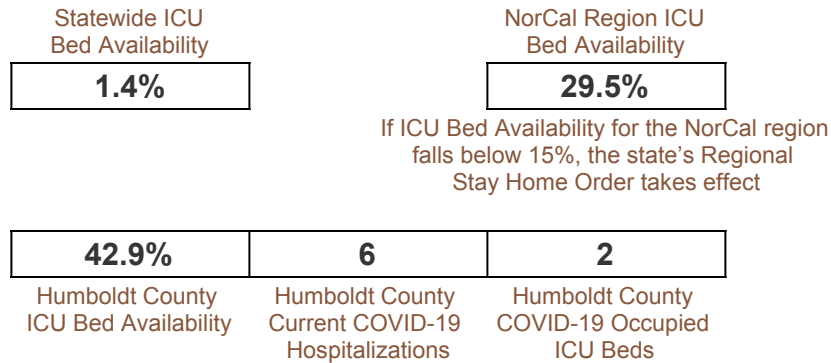 Statewide ICU
Bed Availability
1.4%
NorCal Region ICU
Bed Availability
29.5%
If ICU Bed Availability for the NorCal region
falls below 15%, the state's Regional
Stay Home Order takes effect
42.9%
Humboldt County
ICU Bed Availability
6
Humboldt County
Current COVID-19
Hospitalizations
2
Humboldt County
COVID-19 Occupied
ICU Beds